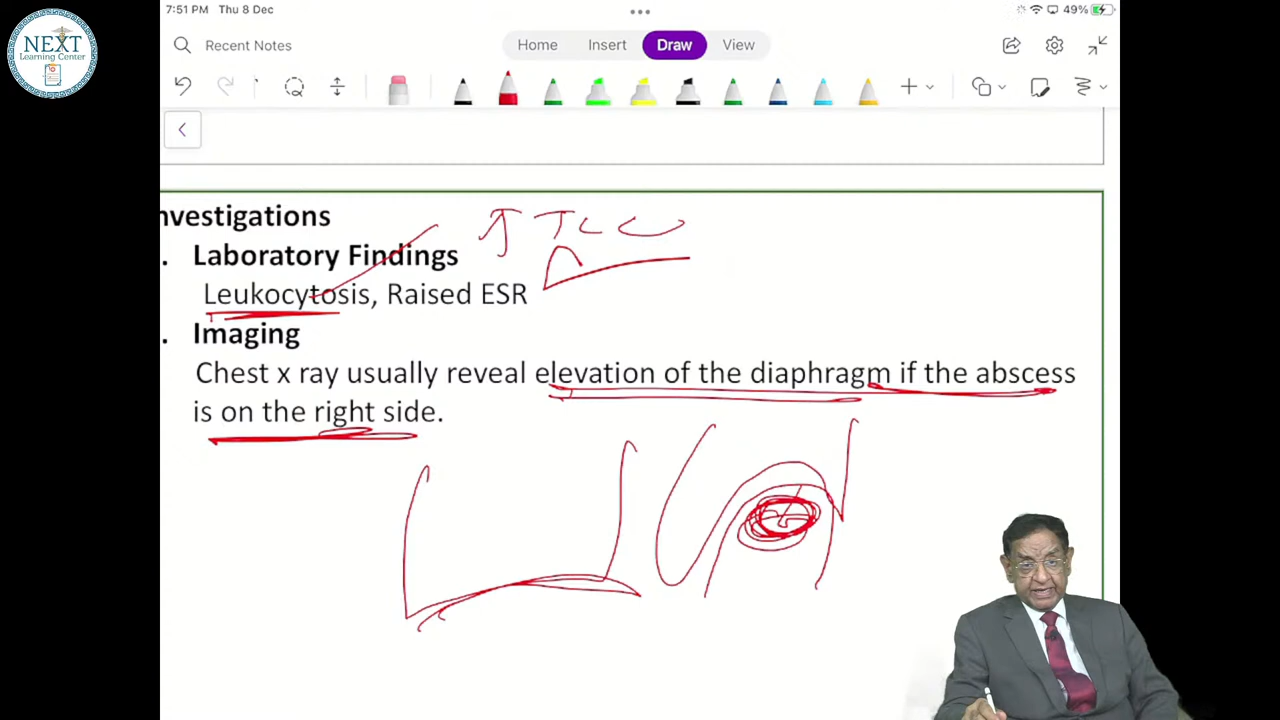 7:51 PM Thu 8 Dec
49%
NEXT
Learning Center
Recent Notes
Home Insert Draw View
nvestigations
↑ TLC
. Laboratory Findings
Leukocytosis, Raised ESR
. Imaging
Chest x ray usually reveal elevation of the diaphragm if the abscess
is on the right side.